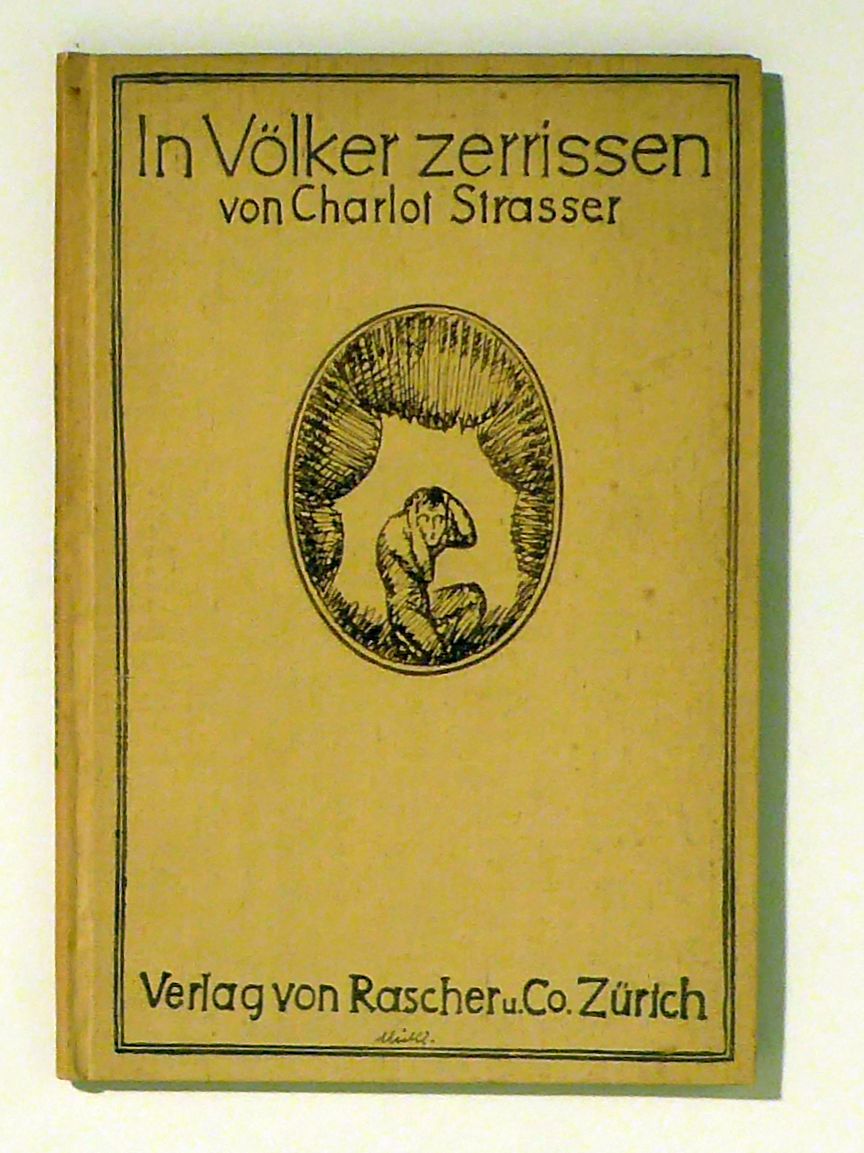 In Völker zerrissen
von Charlot Strasser
Verlag von Rascher u. Co. Zürich